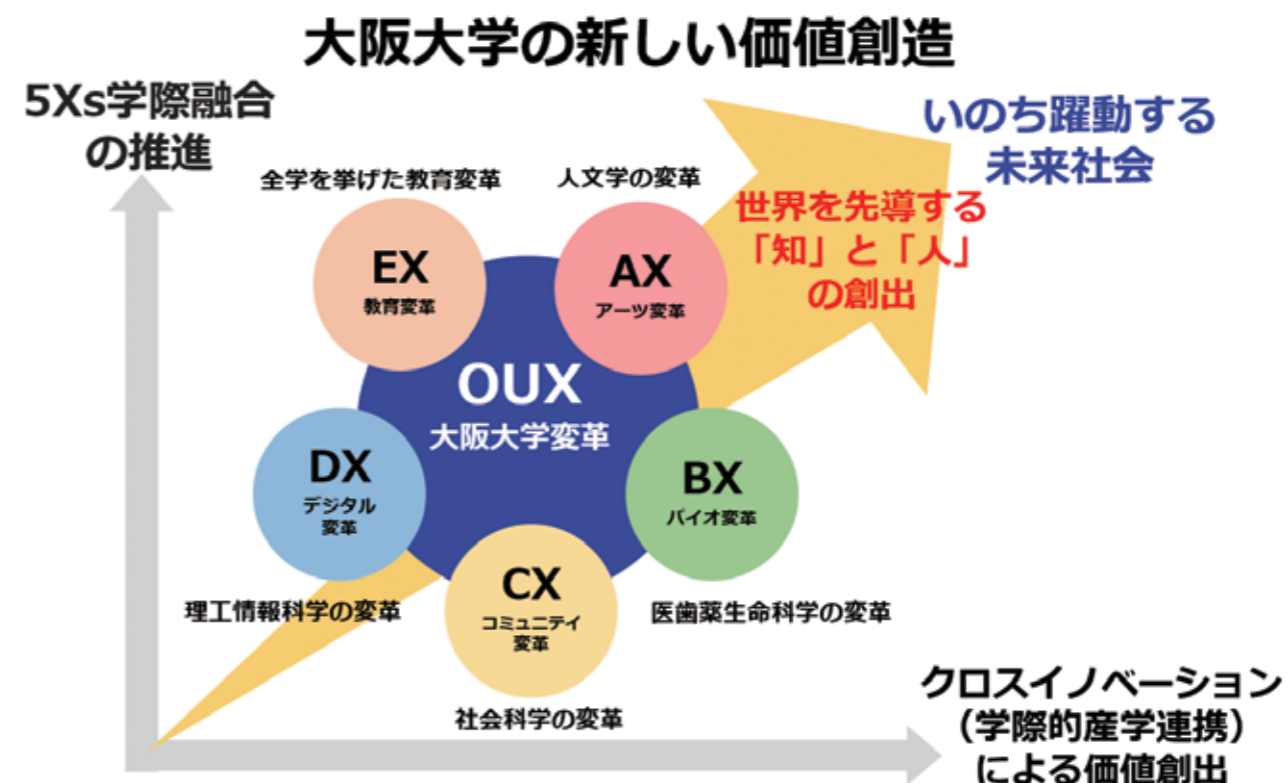 大阪大学の新しい価値創造
5Xs学際融合
の推進
いのち躍動する
未来社会
全学を挙げた教育変革
人文学の変革
世界を先導する
「知」と「人」
の創出
EX
教育変革
AX
アーツ変革
OUX
大阪大学変革
DX
デジタル
変革
BX
バイオ変革
CX
コミュニテイ
変革
理工情報科学の変革
医歯薬生命科学の変革
社会科学の変革
クロスイノベーション
（学際的産学連携）
による価値創出